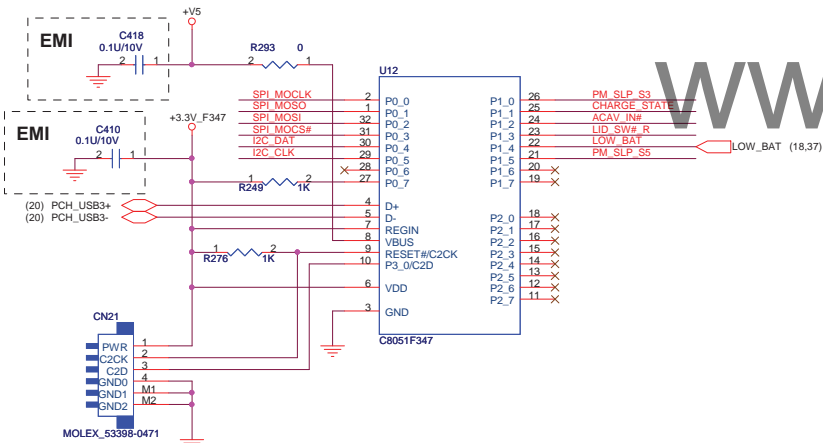 +V5
EMI
C418
0.1U/10V
2 1
R293 0
2 1
+3.3V_F347
EMI
C410
0.1U/10V
2 1
U12
SPI_MOCLK 2 P0_0
SPI_MOSO 1 P0_1
SPI_MOSI 32 P0_2
SPI_MOCS# 31 P0_3
I2C_DAT 30 P0_4
I2C_CLK 29 P0_5
28 P0_6
27 P0_7
1 2
R249 1K
(20) PCH_USB3+ 4 D+
(20) PCH_USB3- 5 D-
7 REGIN
8 VBUS
9 RESET#/C2CK
10 P3_0/C2D
1 2
R276 1K
6 VDD
3 GND
P1_0 26 PM_SLP_S3
P1_1 25 CHARGE_STATE
P1_2 24 ACAV_IN#
P1_3 23 LID_SW#_R
P1_4 22 LOW_BAT
P1_5 21 PM_SLP_S5
P1_6 20
P1_7 19
LOW_BAT (18,37)
P2_0 18
P2_1 17
P2_2 16
P2_3 15
P2_4 14
P2_5 13
P2_6 12
P2_7 11
C8051F347
CN21
PWR 1
C2CK 2
C2D 3
GND0 4
GND1 M1
GND2 M2
MOLEX_53398-0471